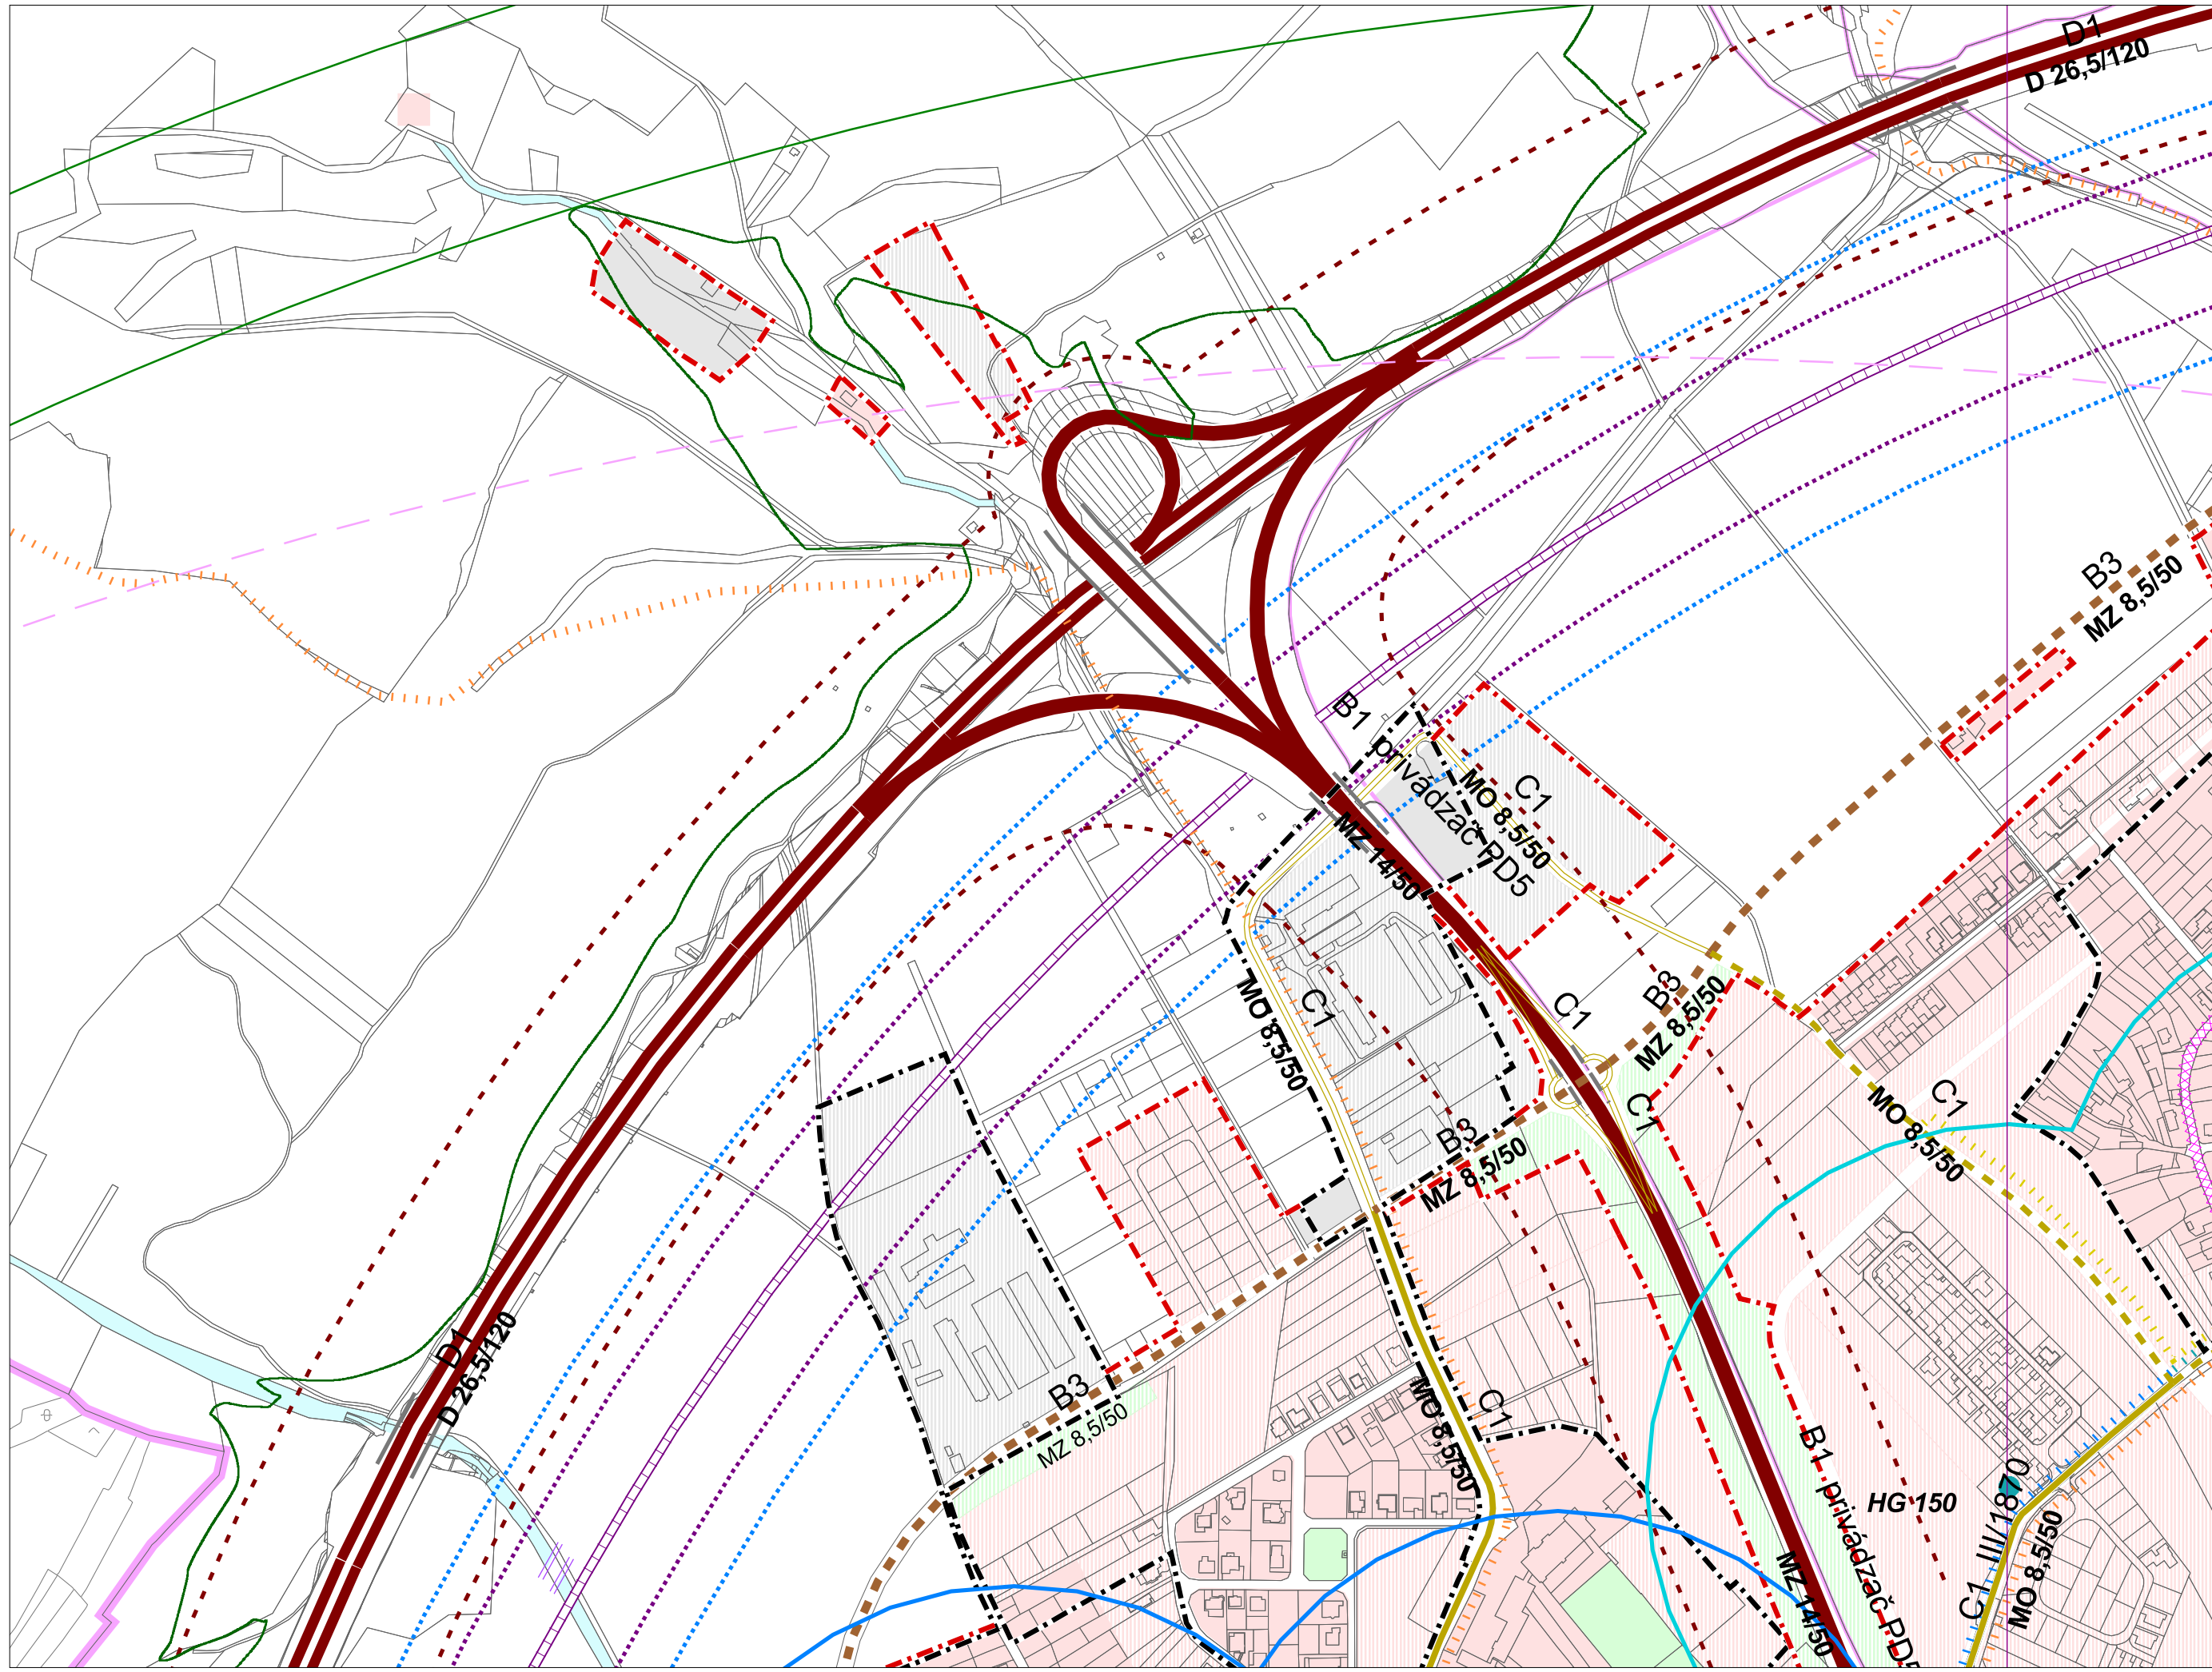 D1
D 26,5/120
B3
MZ 8,5/50
B1 privádzač PD5
C1
MO 8,5/50
MZ 14/50
C1
MO 8,5/50
C1
B3
MZ 8,5/50
C1
B3
MZ 8,5/50
C1
MO 8,5/50
D1
D 26,5/120
B3
MZ 8,5/50
C1
MO 8,5/50
B1 privádzač PD5
MZ 14/50
HG 150
C1 III/1870
MO 8,5/50